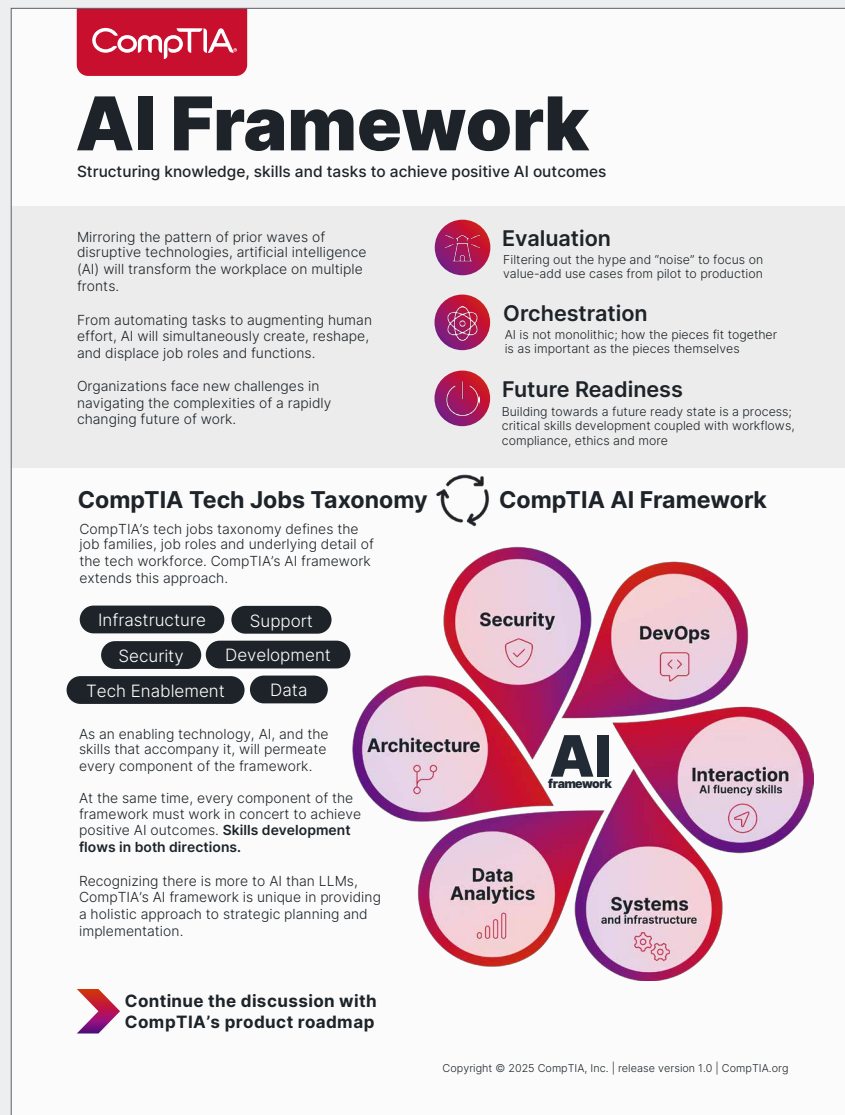 CompTIA.
AI Framework
Structuring knowledge, skills and tasks to achieve positive AI outcomes
Mirroring the pattern of prior waves of
disruptive technologies, artificial intelligence
(AI) will transform the workplace on multiple
fronts.
From automating tasks to augmenting human
effort, AI will simultaneously create, reshape,
and displace job roles and functions.
Organizations face new challenges in
navigating the complexities of a rapidly
changing future of work.
Evaluation
Filtering out the hype and “noise” to focus on
value-add use cases from pilot to production
Orchestration
AI is not monolithic; how the pieces fit together
is as important as the pieces themselves
Future Readiness
Building towards a future ready state is a process;
critical skills development coupled with workflows,
compliance, ethics and more
CompTIA Tech Jobs Taxonomy
CompTIA’s tech jobs taxonomy defines the
job families, job roles and underlying detail of
the tech workforce. CompTIA’s AI framework
extends this approach.
Infrastructure
Support
Security
Development
Tech Enablement
Data
As an enabling technology, AI, and the
skills that accompany it, will permeate
every component of the framework.
At the same time, every component of the
framework must work in concert to achieve
positive AI outcomes. Skills development
flows in both directions.
Recognizing there is more to AI than LLMs,
CompTIA’s AI framework is unique in providing
a holistic approach to strategic planning and
implementation.
CompTIA AI Framework
Security
DevOps
Architecture
AI
framework
Interaction
AI fluency skills
Data
Analytics
Systems
and infrastructure
Continue the discussion with
CompTIA’s product roadmap
Copyright © 2025 CompTIA, Inc. | release version 1.0 | CompTIA.org